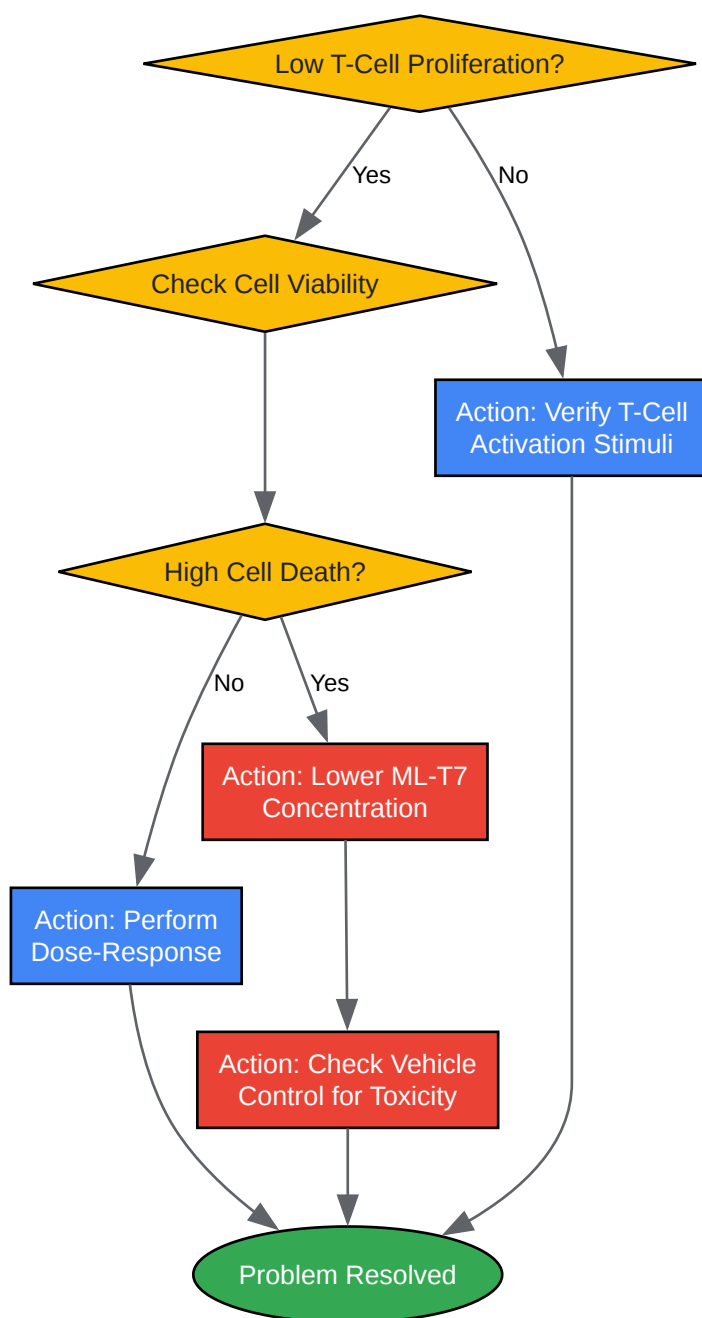 Low T-Cell Proliferation?
Yes
No
Check Cell Viability
Action: Verify T-Cell
Activation Stimuli
High Cell Death?
No
Yes
Action: Lower ML-T7
Concentration
Action: Perform
Dose-Response
Action: Check Vehicle
Control for Toxicity
Problem Resolved